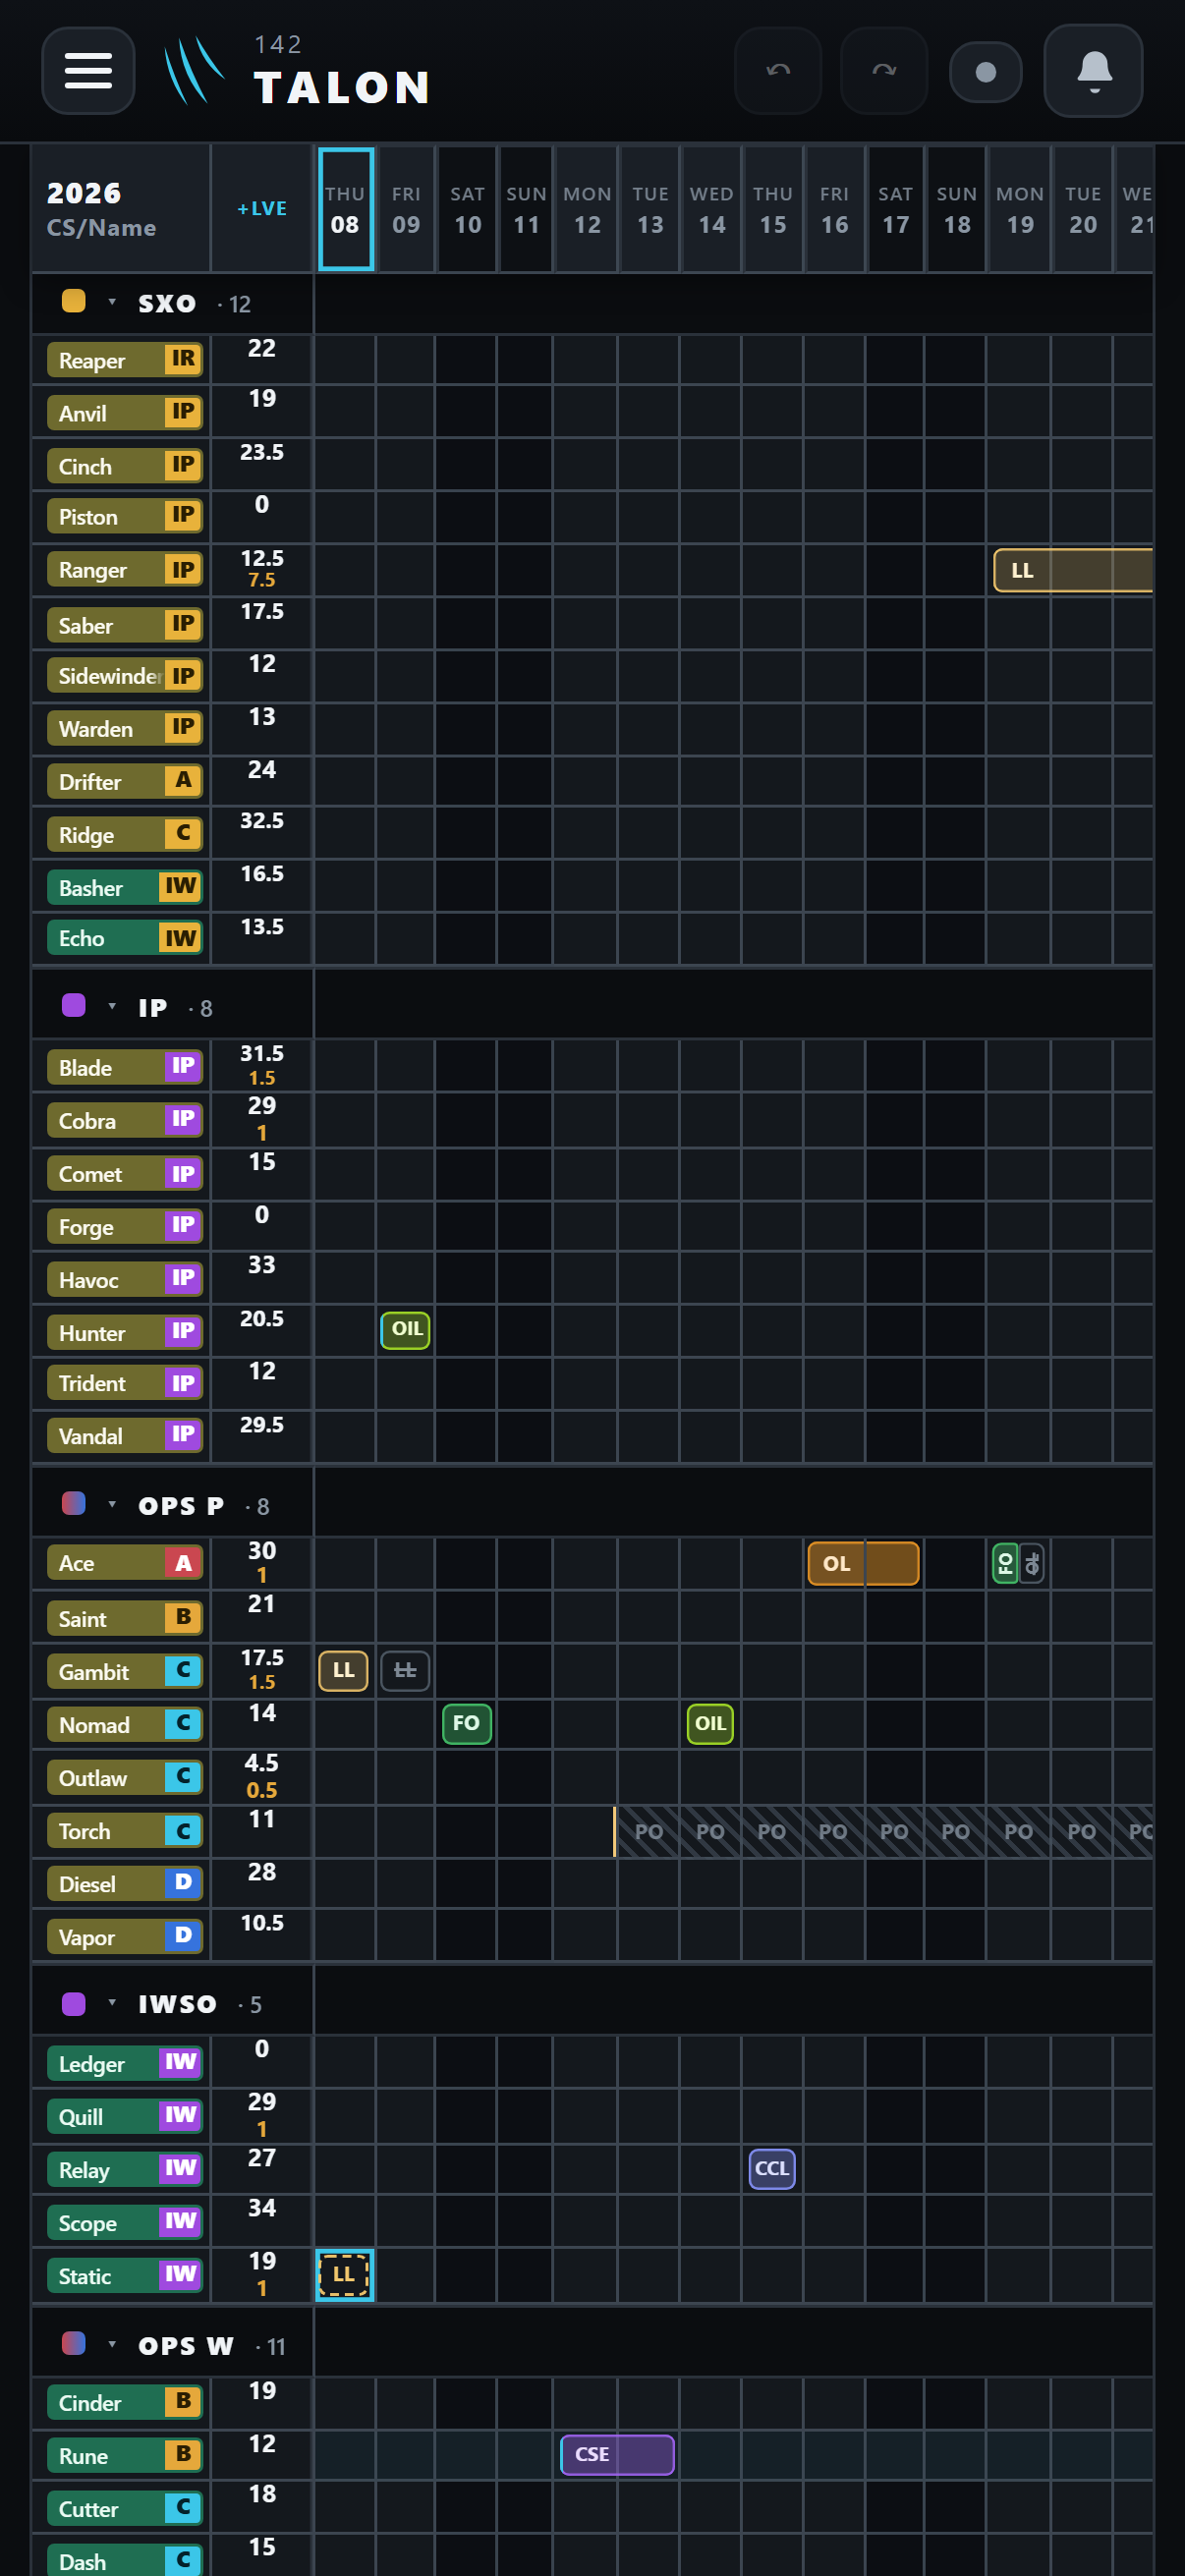 142
TALON
2026
CS/Name
+LVE
THU 08
FRI 09
SAT 10
SUN 11
MON 12
TUE 13
WED 14
THU 15
FRI 16
SAT 17
SUN 18
MON 19
TUE 20
WE 21
SXO · 12
Reaper IR 22
Anvil IP 19
Cinch IP 23.5
Piston IP 0
Ranger IP 12.5 LL
7.5
Saber IP 17.5
Sidewinder IP 12
Warden IP 13
Drifter A 24
Ridge C 32.5
Basher IW 16.5
Echo IW 13.5
IP · 8
Blade IP 31.5
1.5
Cobra IP 29
1
Comet IP 15
Forge IP 0
Havoc IP 33
Hunter IP 20.5 OIL
Trident IP 12
Vandal IP 29.5
OPS P · 8
Ace A 30 OL FO OL
1
Saint B 21
Gambit C 17.5 LL LL
1.5
Nomad C 14 FO OIL
Outlaw C 4.5
0.5
Torch C 11 PO PO PO PO PO PO PO PO PO
Diesel D 28
Vapor D 10.5
IWSO · 5
Ledger IW 0
Quill IW 29
1
Relay IW 27 CCL
Scope IW 34
Static IW 19 LL
1
OPS W · 11
Cinder B 19
Rune B 12 CSE
Cutter C 18
Dash C 15